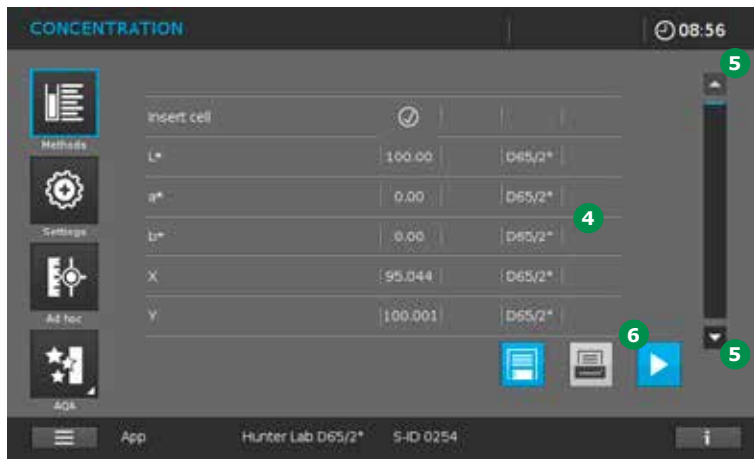 CONCENTRATION 08:56
5
Insert cell
Methods
L* 100.00 D65/2°
a* 0.00 D65/2°
4
Settings
b* 0.00 D65/2°
X 95.044 D65/2°
Ad hoc
Y 100.001 D65/2°
6
5
AQA
App Hunter Lab D65/2° S-ID 0254 i